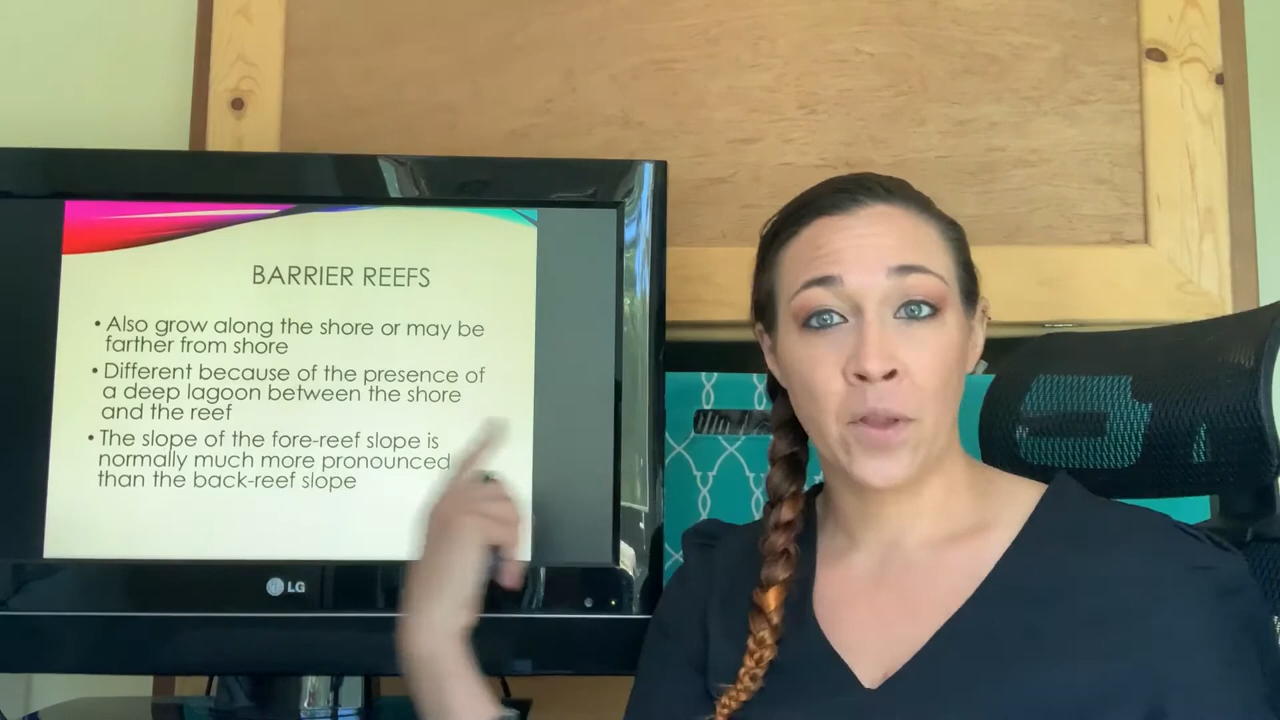 BARRIER REEFS
• Also grow along the shore or may be
farther from shore
• Different because of the presence of
a deep lagoon between the shore
and the reef
• The slope of the fore-reef slope is
normally much more pronounced
than the back-reef slope
LG